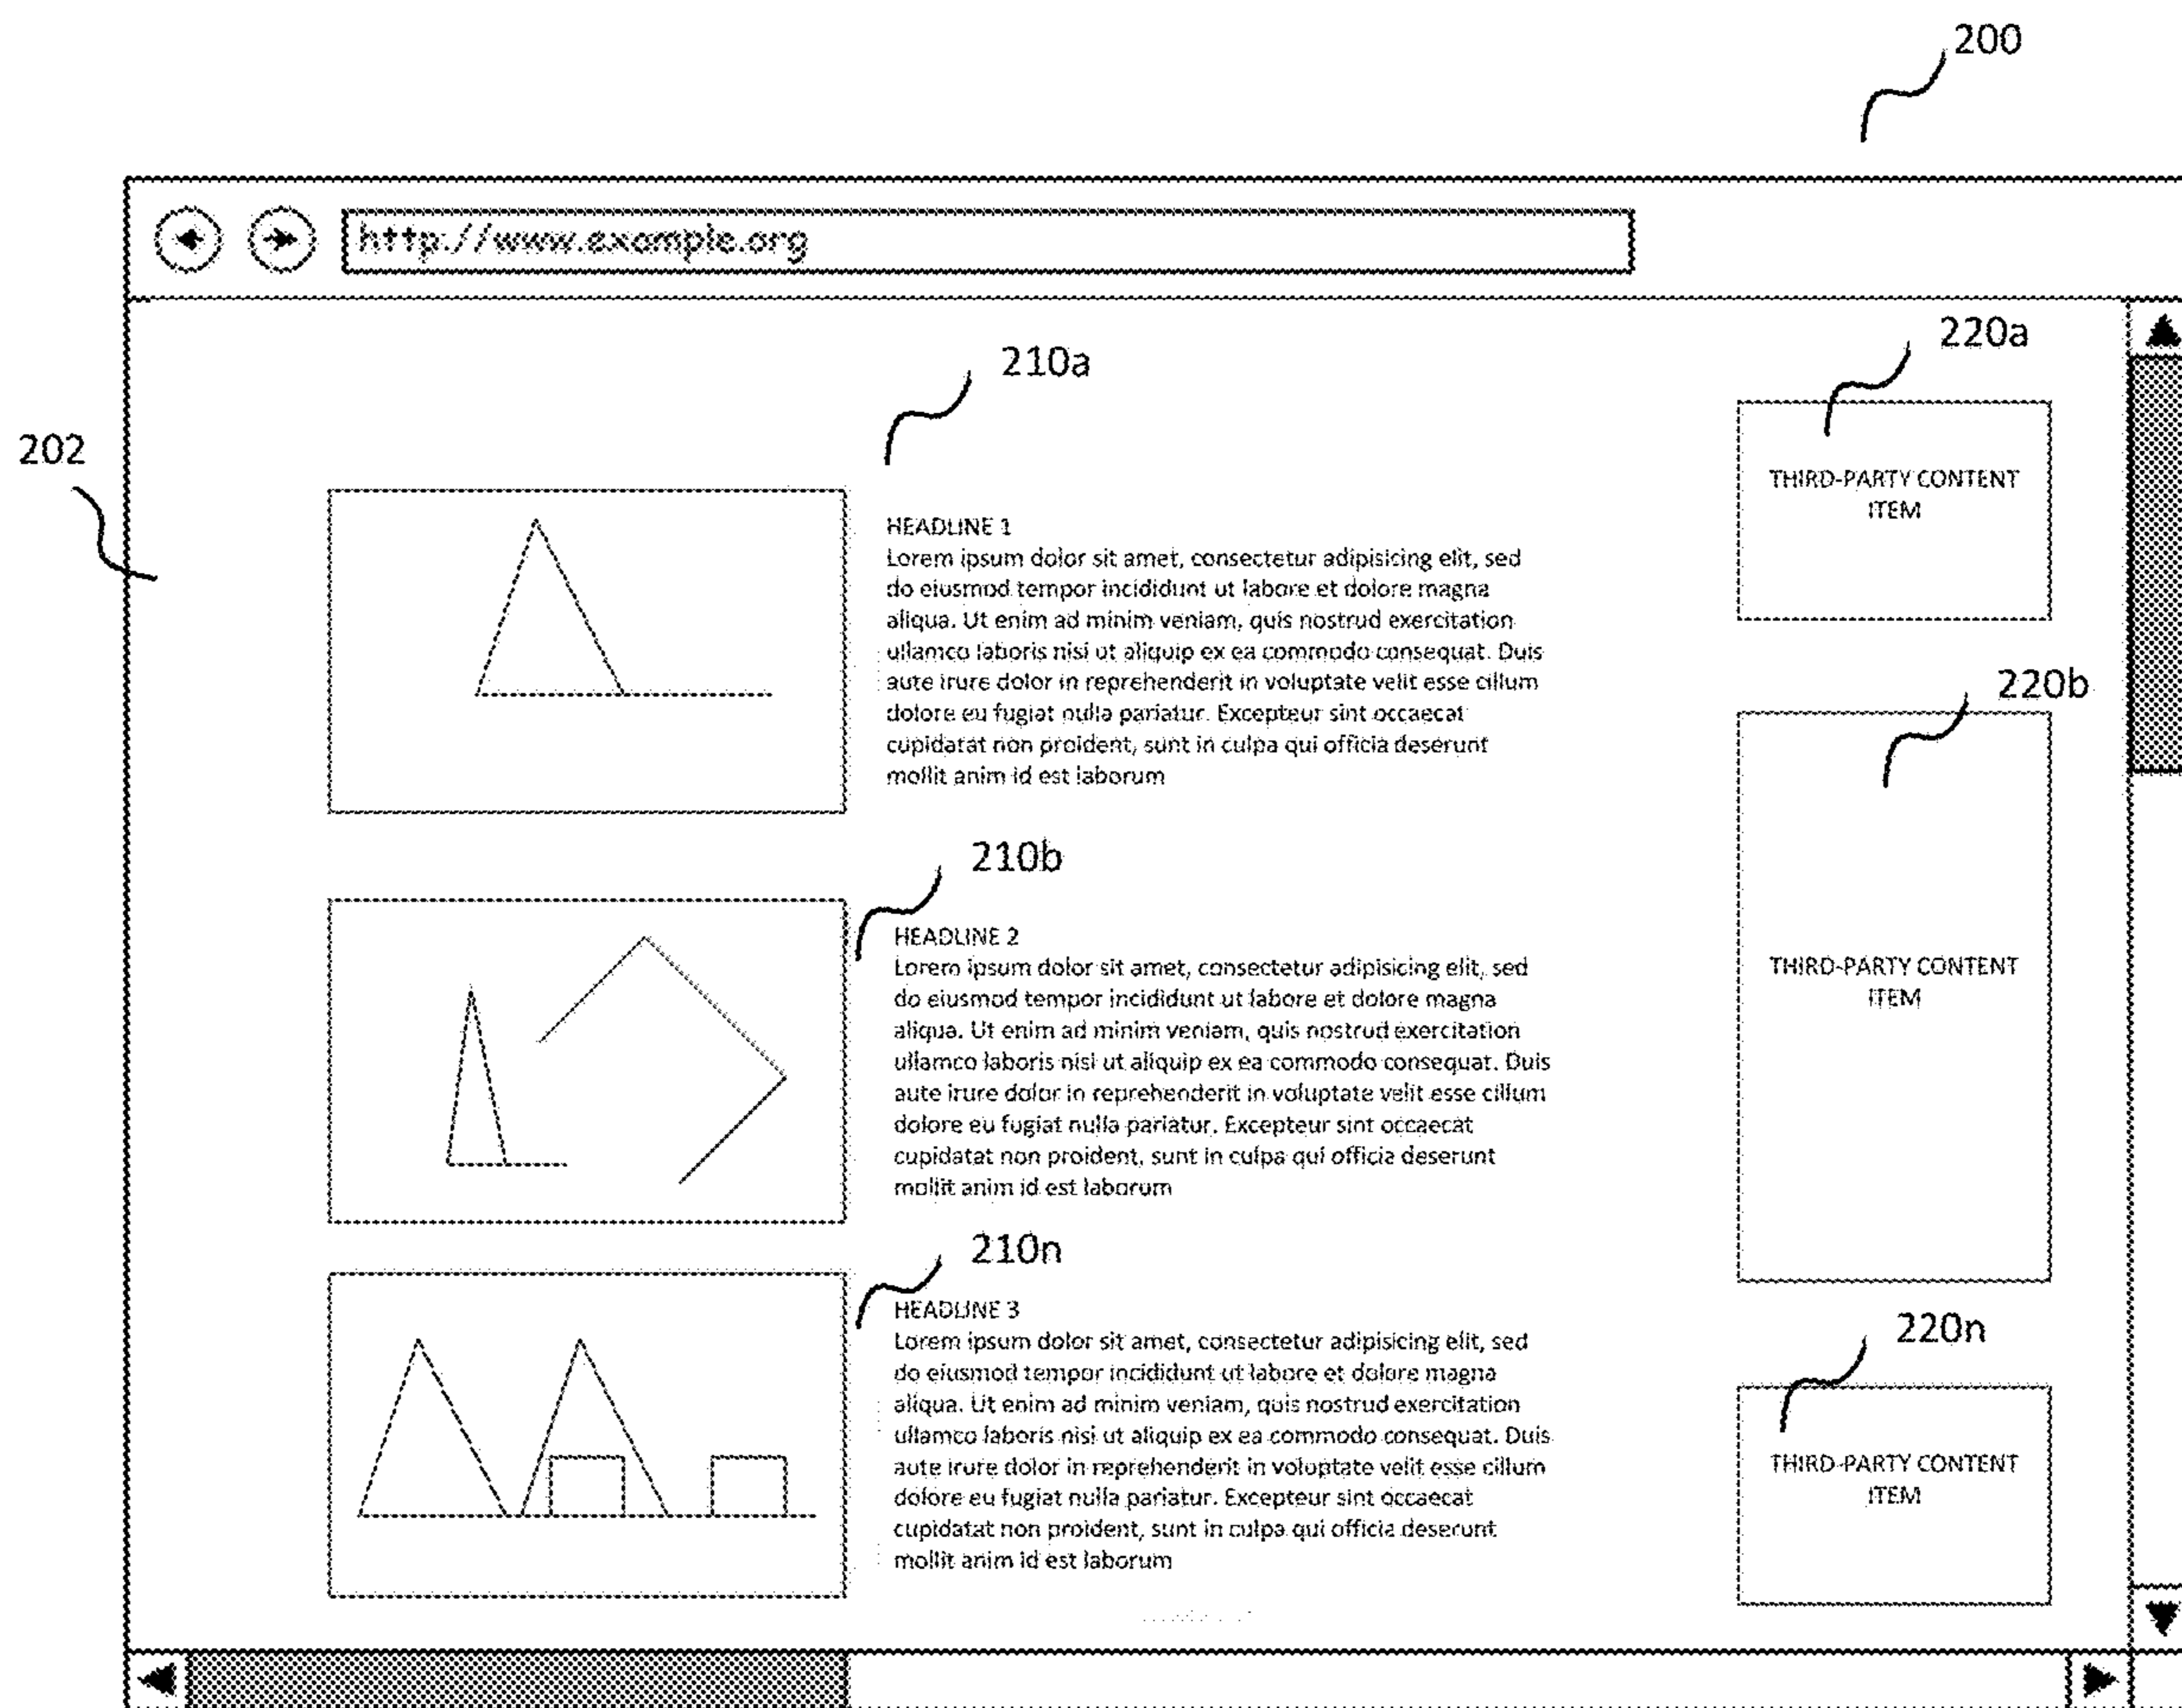 200
http://www.example.org
220a
210a
202
THIRD-PARTY CONTENT
ITEM
HEADLINE 1
Lorem ipsum dolor sit amet, consectetur adipisicing elit, sed
do eiusmod tempor incididunt ut labore et dolore magna
aliqua. Ut enim ad minim veniam, quis nostrud exercitation
ullamco laboris nisi ut aliquip ex ea commodo consequat. Duis
aute irure dolor in reprehenderit in voluptate velit esse cillum
dolore eu fugiat nulla pariatur. Excepteur sint occaecat
cupidatat non proident, sunt in culpa qui officia deserunt
mollit anim id est laborum
220b
210b
HEADLINE 2
Lorem ipsum dolor sit amet, consectetur adipisicing elit, sed
do eiusmod tempor incididunt ut labore et dolore magna
aliqua. Ut enim ad minim veniam, quis nostrud exercitation
ullamco laboris nisi ut aliquip ex ea commodo consequat. Duis
aute irure dolor in reprehenderit in voluptate velit esse cillum
dolore eu fugiat nulla pariatur. Excepteur sint occaecat
cupidatat non proident, sunt in culpa qui officia deserunt
mollit anim id est laborum
THIRD-PARTY CONTENT
ITEM
210n
HEADLINE 3
Lorem ipsum dolor sit amet, consectetur adipisicing elit, sed
do eiusmod tempor incididunt ut labore et dolore magna
aliqua. Ut enim ad minim veniam, quis nostrud exercitation
ullamco laboris nisi ut aliquip ex ea commodo consequat. Duis
aute irure dolor in reprehenderit in voluptate velit esse cillum
dolore eu fugiat nulla pariatur. Excepteur sint occaecat
cupidatat non proident, sunt in culpa qui officia deserunt
mollit anim id est laborum
220n
THIRD-PARTY CONTENT
ITEM